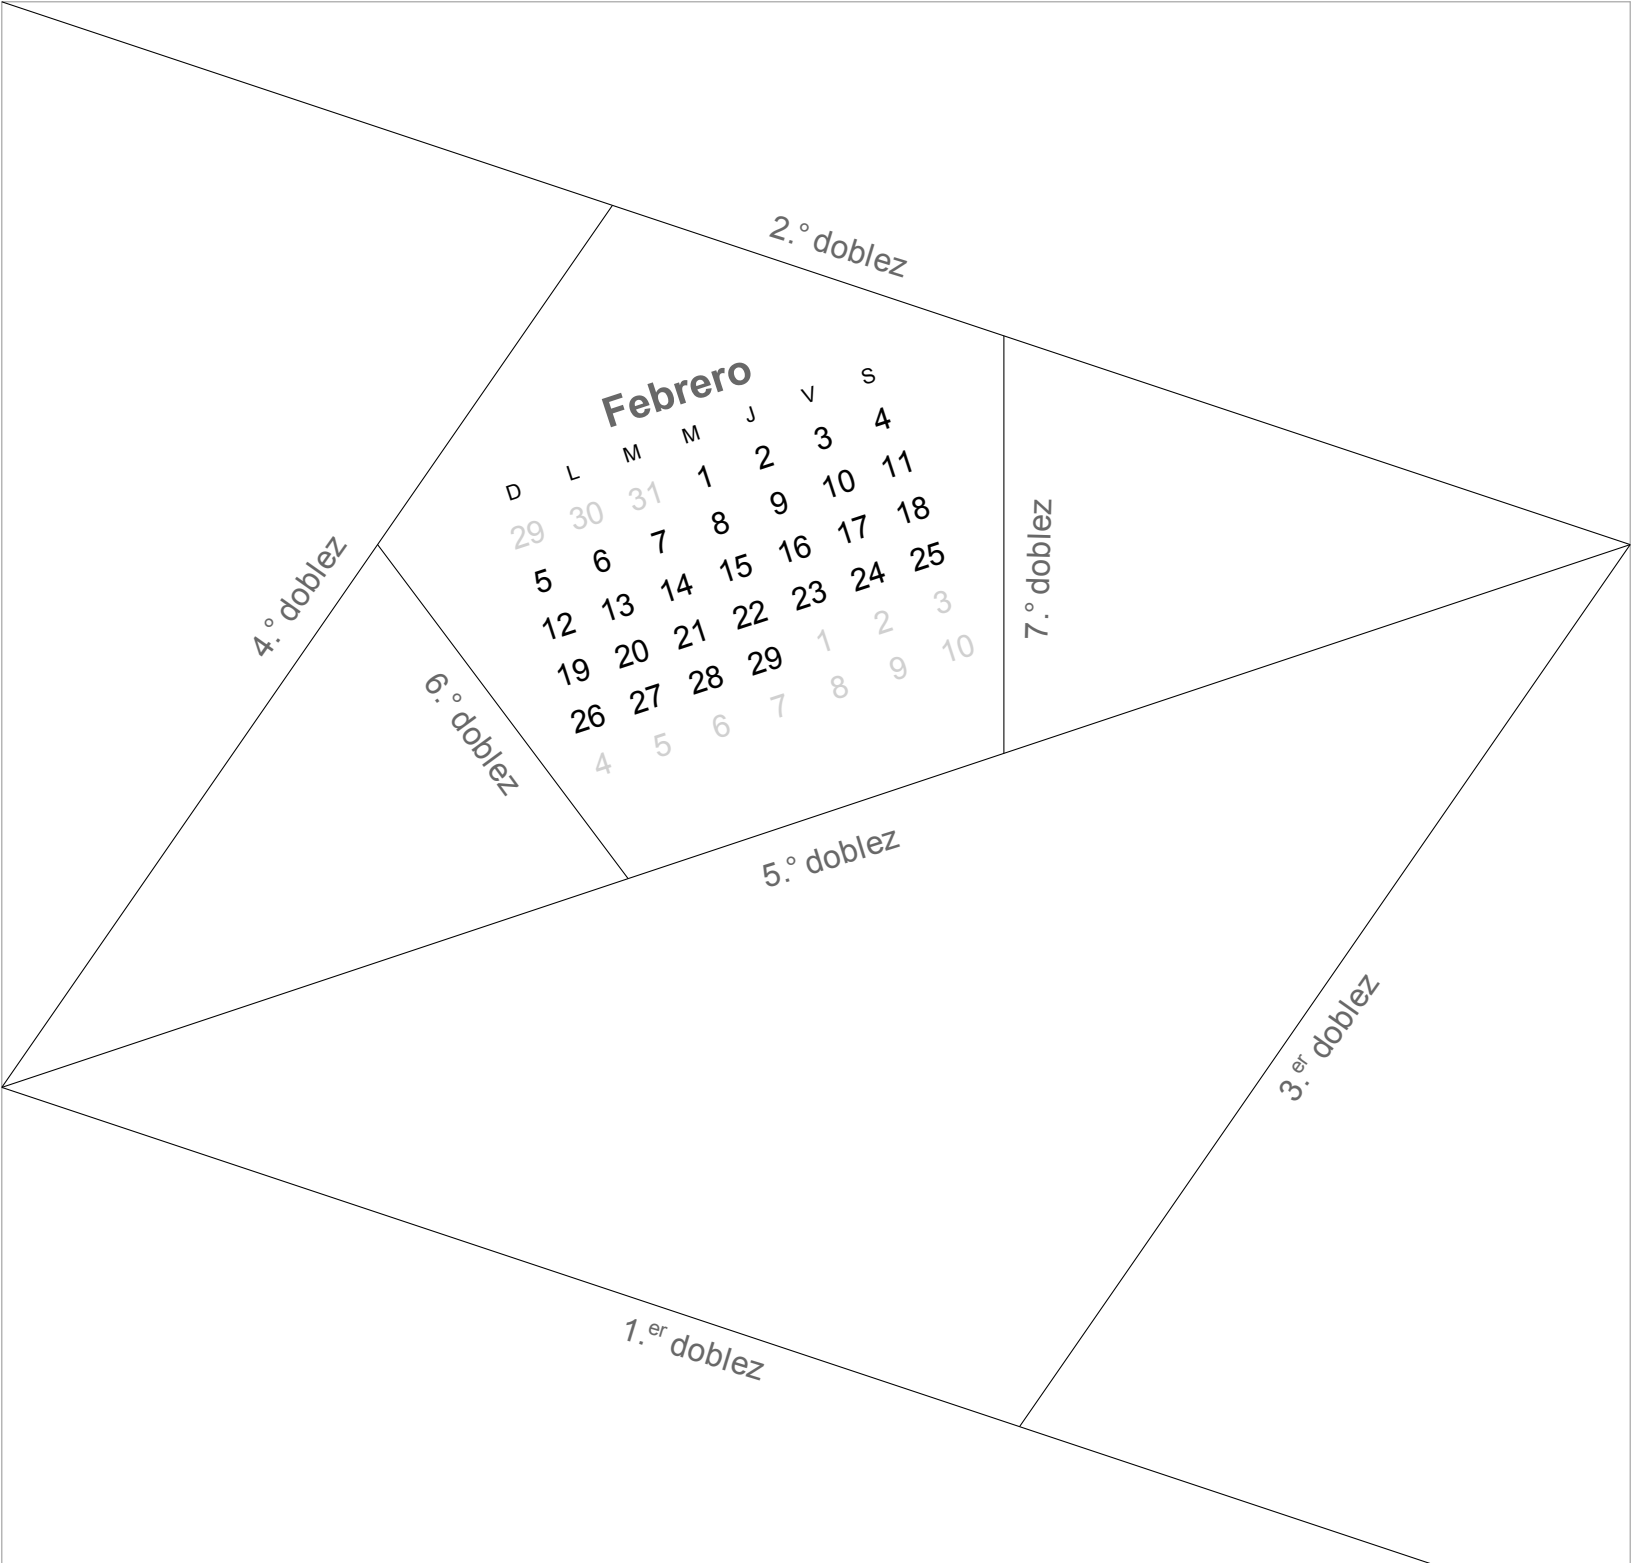 2.° doblez
Febrero
D L M M J V S
29 30 31 1 2 3 4
5 6 7 8 9 10 11
12 13 14 15 16 17 18
19 20 21 22 23 24 25
26 27 28 29 1 2 3
4 5 6 7 8 9 10
7.° doblez
4.° doblez
6.° doblez
5.° doblez
3.er doblez
1.er doblez